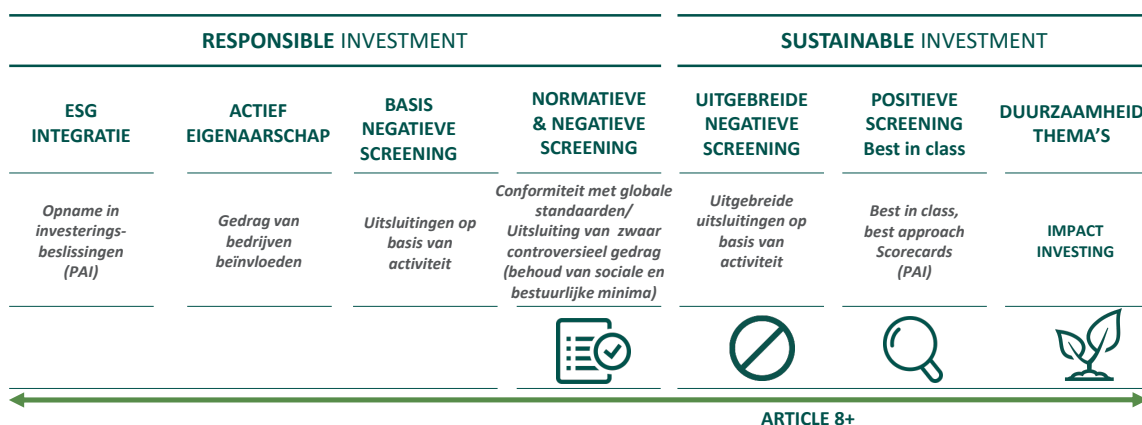 RESPONSIBLE INVESTMENT
SUSTAINABLE INVESTMENT
ESG
INTEGRATIE
ACTIEF
EIGENAARSCHAP
BASIS
NEGATIVE
SCREENING
NORMATIEVE
& NEGATIEVE
SCREENING
UITGEBREIDE
NEGATIEVE
SCREENING
POSITIEVE
SCREENING
Best in class
DUURZAAMHEID
THEMA'S
Opname in
investerings-
beslissingen
(PAI)
Gedrag van
bedrijven
beïnvloeden
Uitsluitingen op
basis van
activiteit
Conformiteit met globale
standaarden/
Uitsluiting van zwaar
controversieel gedrag
(behoud van sociale en
bestuurlijke minima)
Uitgebreide
uitsluitingen op
basis van
activiteit
Best in class,
best approach
Scorecards
(PAI)
IMPACT
INVESTING
ARTICLE 8+